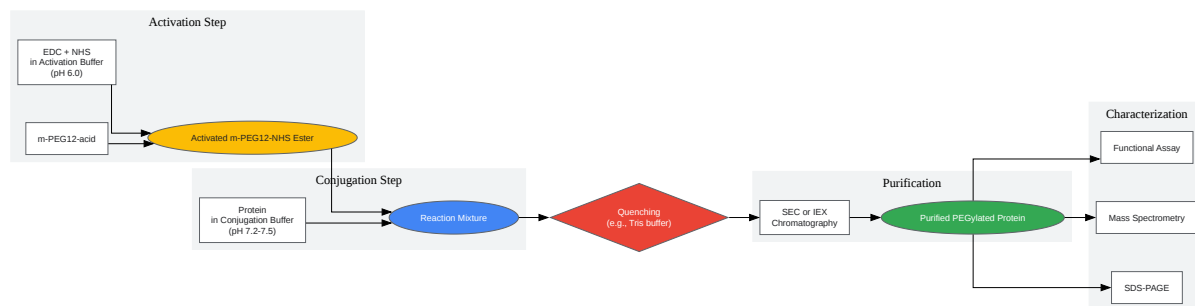 Activation Step
EDC + NHS
in Activation Buffer
(pH 6.0)
m-PEG12-acid
Activated m-PEG12-NHS Ester
Conjugation Step
Protein
in Conjugation Buffer
(pH 7.2-7.5)
Reaction Mixture
Quenching
(e.g., Tris buffer)
Purification
SEC or IEX
Chromatography
Purified PEGylated Protein
Characterization
Functional Assay
Mass Spectrometry
SDS-PAGE